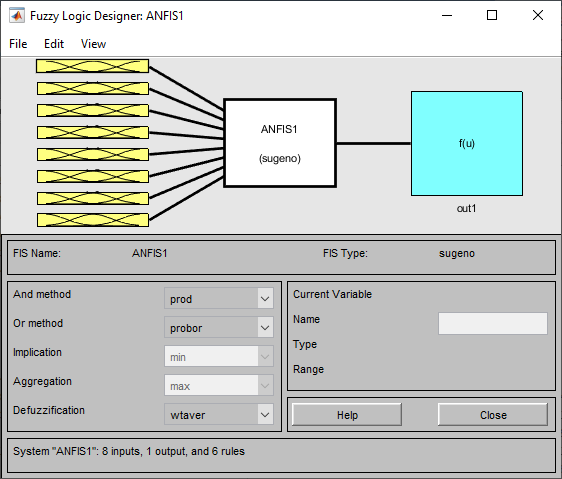 Fuzzy Logic Designer: ANFIS1
File Edit View
ANFIS1
(sugeno)
f(u)
out1
FIS Name: ANFIS1 FIS Type: sugeno
And method prod
Or method probor
Implication min
Aggregation max
Defuzzification wtaver
Current Variable
Name
Type
Range
Help Close
System "ANFIS1": 8 inputs, 1 output, and 6 rules